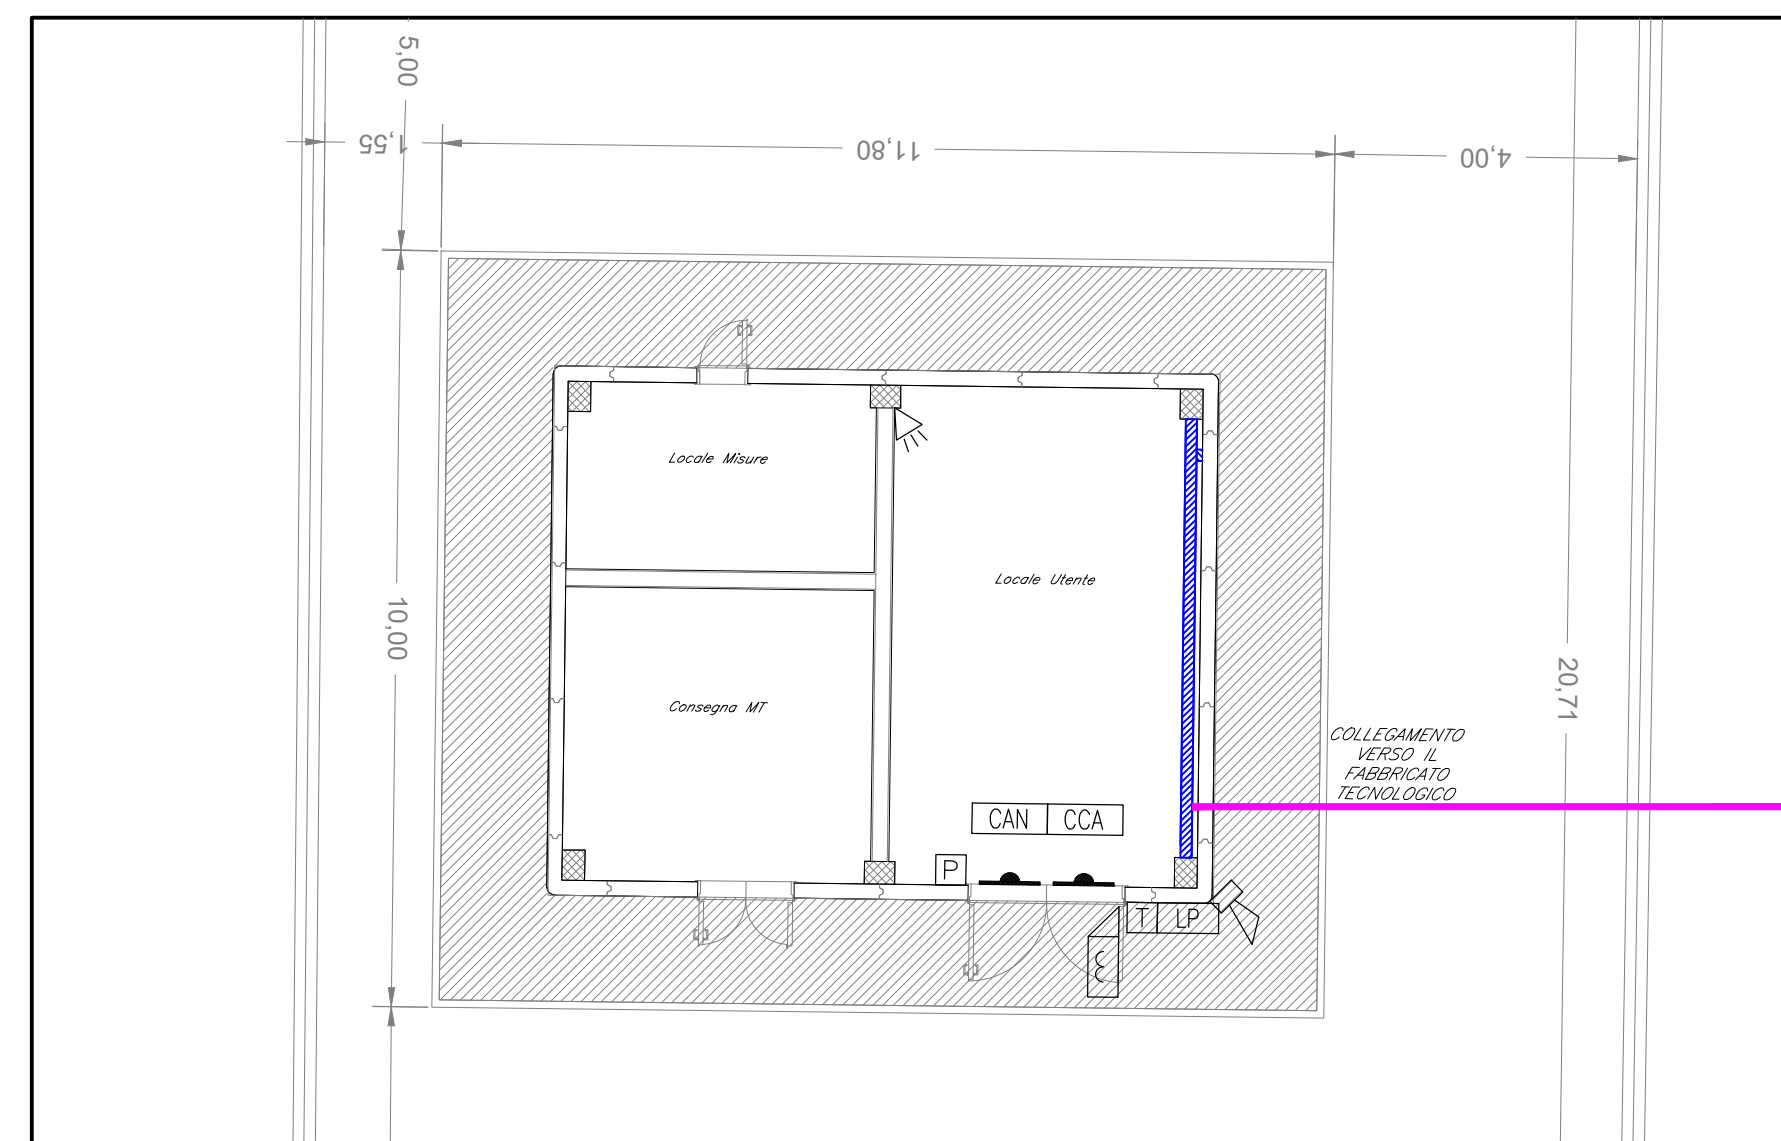 5,00
1,55
11,80
4,00
Locale Misure
Locale Utente
10,00
20,71
Consegna MT
COLLEGAMENTO
VERSO IL
FABBRICATO
TECNOLOGICO
CAN CCA
P
T LP